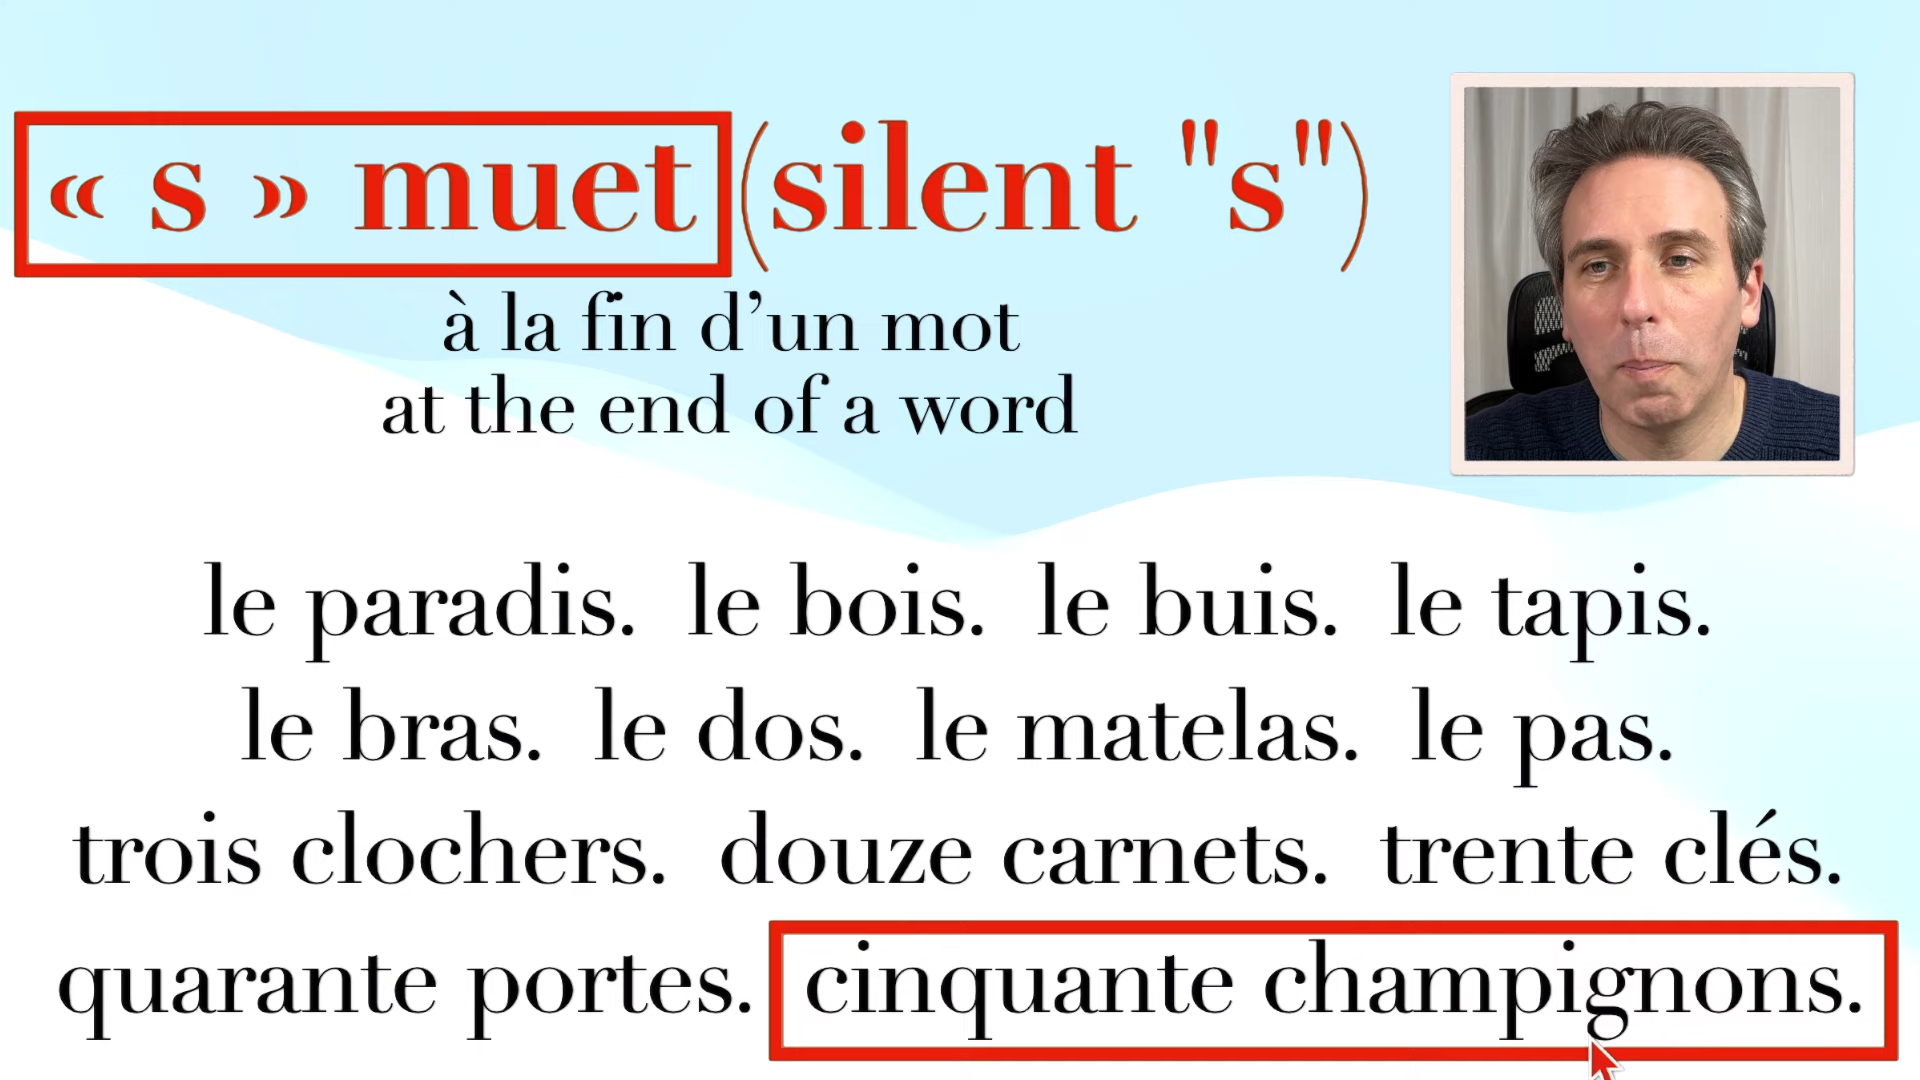 « s » muet (silent "s")
à la fin d’un mot
at the end of a word
le paradis. le bois. le buis. le tapis.
le bras. le dos. le matelas. le pas.
trois clochers. douze carnets. trente clés.
quarante portes. cinquante champignons.